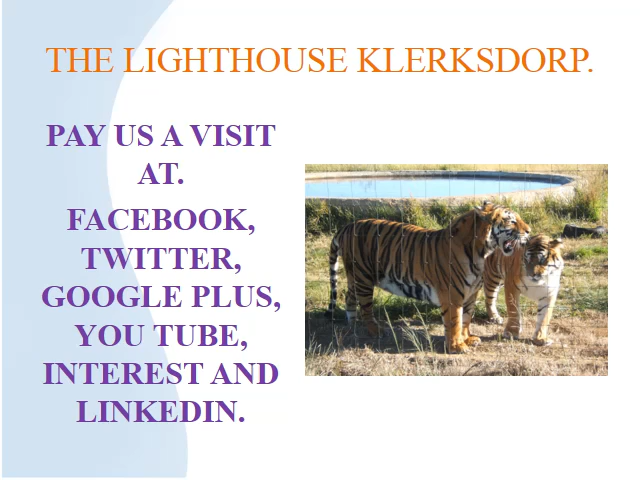 THE LIGHTHOUSE KLERKSDORP.
PAY US A VISIT
AT.
FACEBOOK,
TWITTER,
GOOGLE PLUS,
YOU TUBE,
INTEREST AND
LINKEDIN.